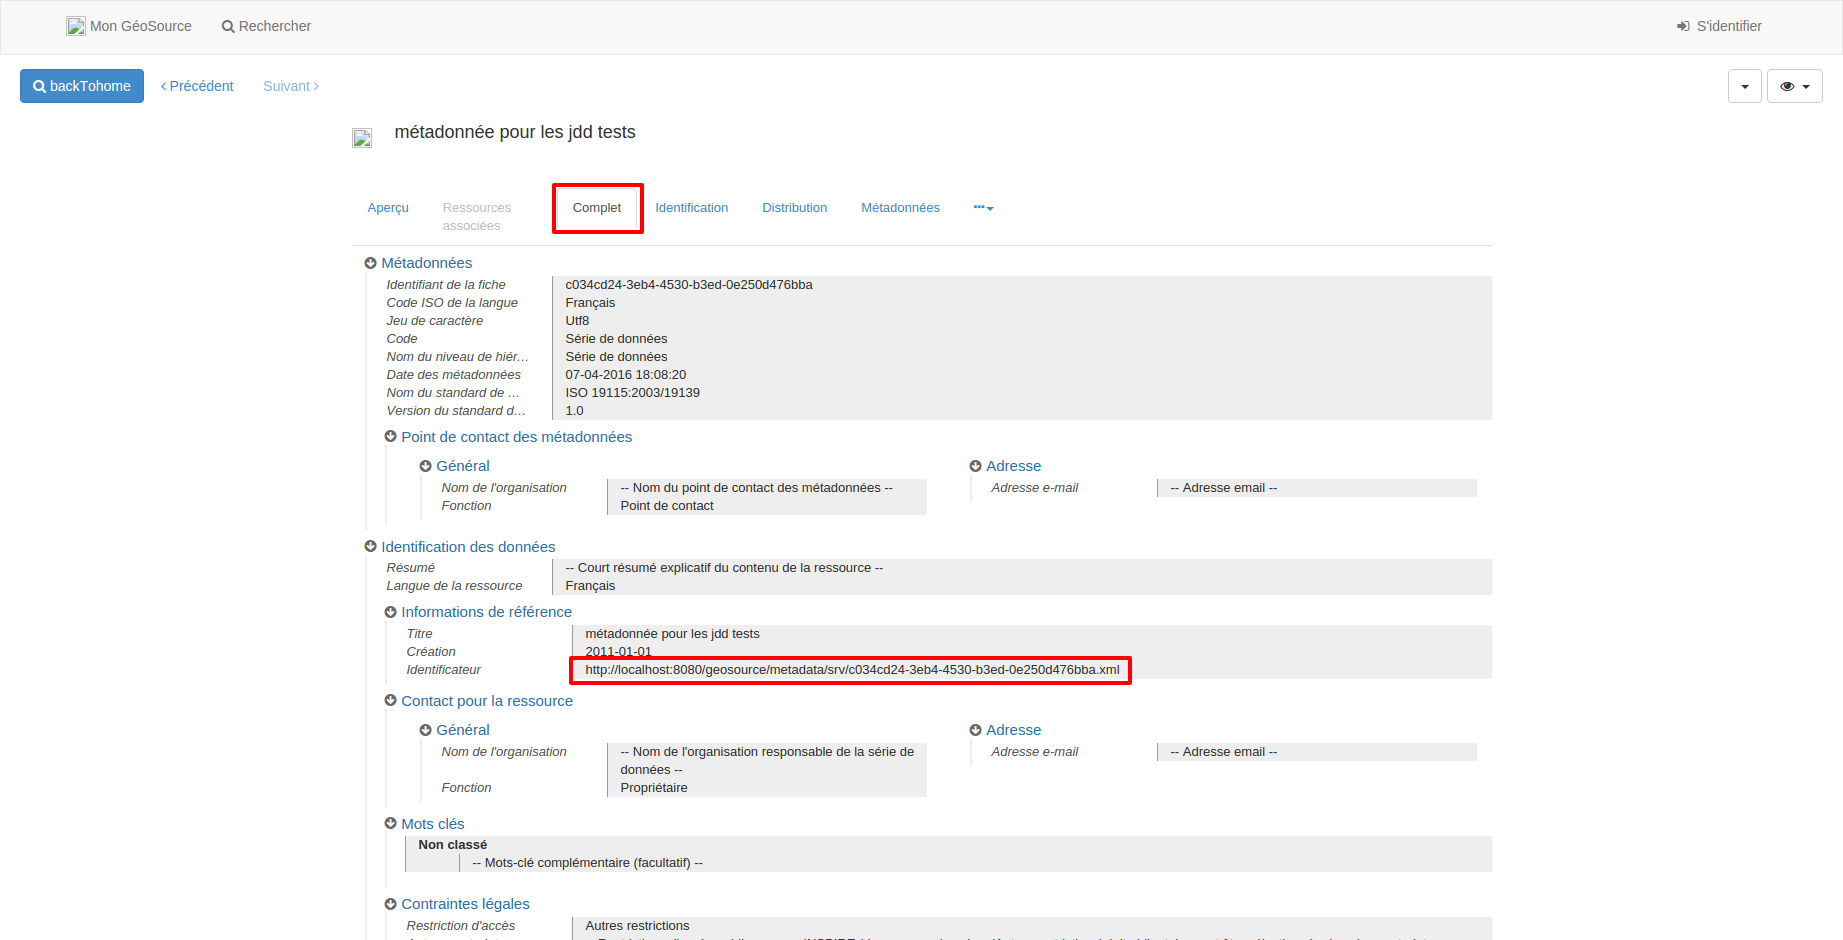 Mon GéoSource
Rechercher
S'identifier
backTohome
Précédent
Suivant
métadonnée pour les jdd tests
Aperçu
Ressources
associées
Complet
Identification
Distribution
Métadonnées
Métadonnées
Identifiant de la fiche c034cd24-3eb4-4530-b3ed-0e250d476bba
Code ISO de la langue Français
Jeu de caractère Utf8
Code Série de données
Nom du niveau de hiér… Série de données
Date des métadonnées 07-04-2016 18:08:20
Nom du standard de … ISO 19115:2003/19139
Version du standard d… 1.0
Point de contact des métadonnées
Général
Nom de l'organisation -- Nom du point de contact des métadonnées --
Fonction Point de contact
Adresse
Adresse e-mail -- Adresse email --
Identification des données
Résumé -- Court résumé explicatif du contenu de la ressource --
Langue de la ressource Français
Informations de référence
Titre métadonnée pour les jdd tests
Création 2011-01-01
Identificateur http://localhost:8080/geosource/metadata/srv/c034cd24-3eb4-4530-b3ed-0e250d476bba.xml
Contact pour la ressource
Général
Nom de l'organisation -- Nom de l'organisation responsable de la série de
données --
Fonction Propriétaire
Adresse
Adresse e-mail -- Adresse email --
Mots clés
Non classé
-- Mots-clé complémentaire (facultatif) --
Contraintes légales
Restriction d'accès Autres restrictions